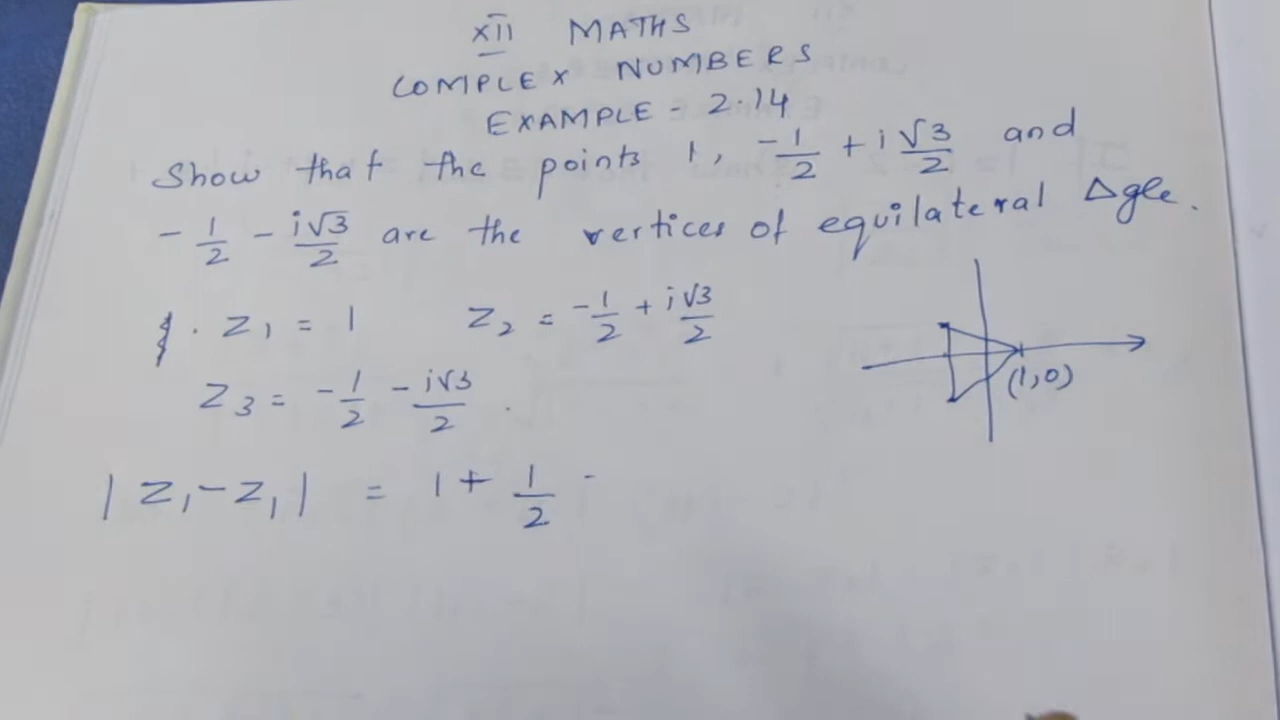 XII MATHS
COMPLEX NUMBERS
EXAMPLE - 2.14
Show that the points 1, -1/2 + i√3/2 and
-1/2 - i√3/2 are the vertices of equilateral Δgle.
z₁ = 1 z₂ = -1/2 + i√3/2
z₃ = -1/2 - i√3/2.
(1,0)
|z₁-z₁| = 1 + 1/2 -